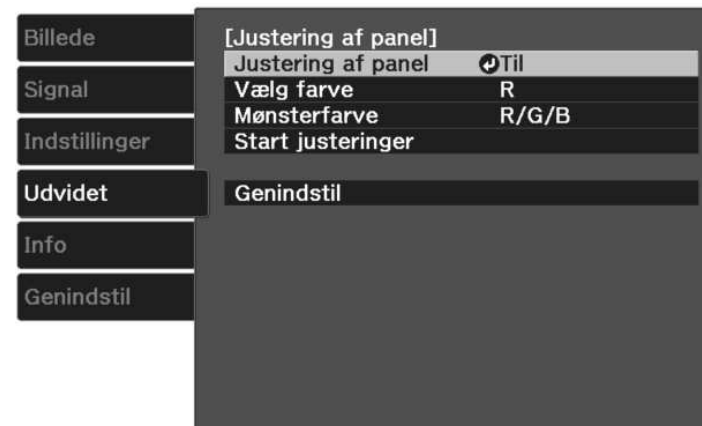 Billede
Signal
Indstillinger
Udvidet
Info
Genindstil
[Justering af panel]
Justering af panel Til
Vælg farve R
Mønsterfarve R/G/B
Start justeringer
Genindstil